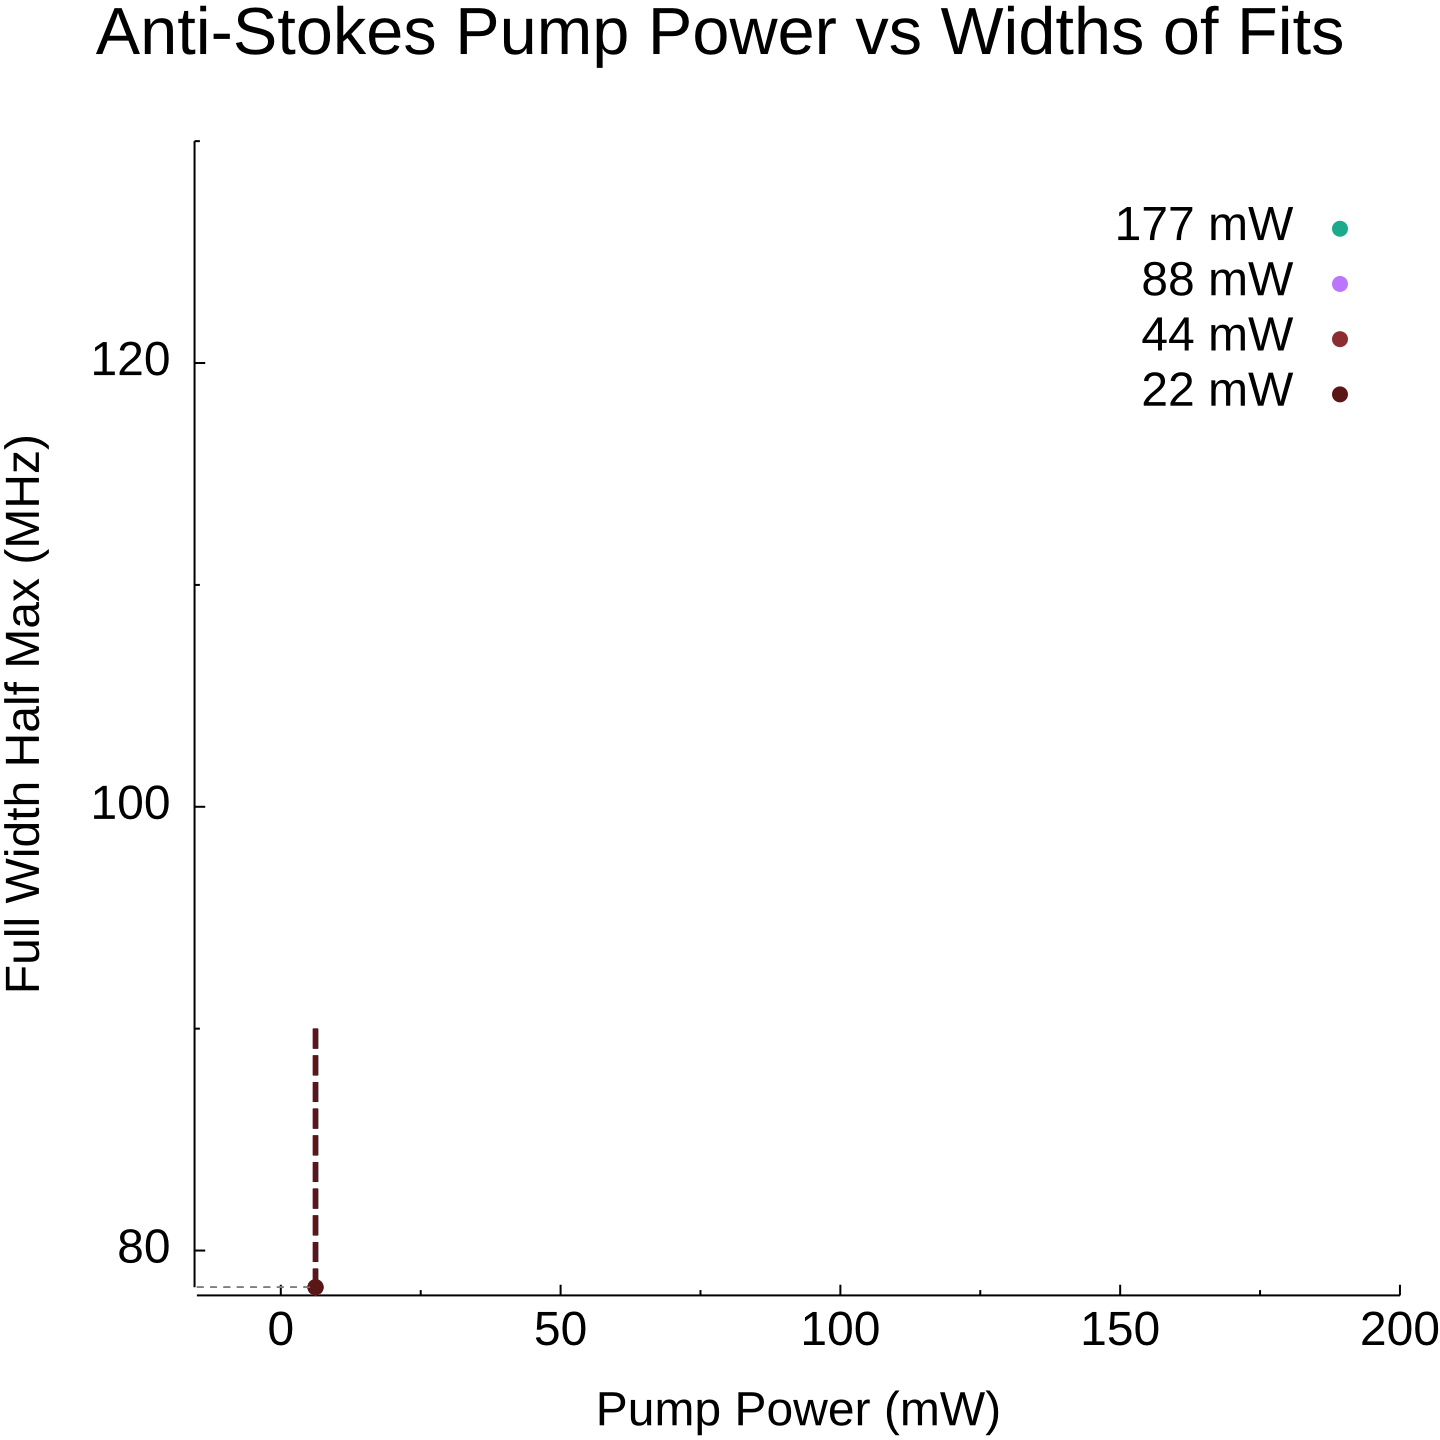 Anti-Stokes Pump Power vs Widths of Fits
177 mW
88 mW
44 mW
22 mW
120
100
80
Full Width Half Max (MHz)
0
50
100
150
200
Pump Power (mW)